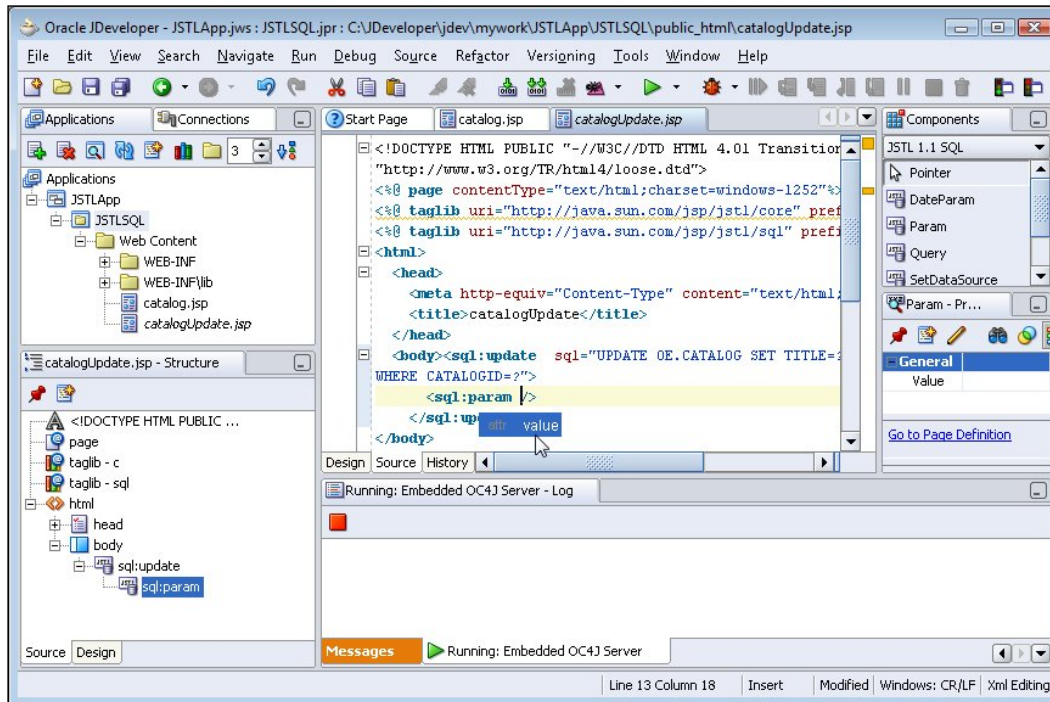 Oracle JDeveloper - JSTLApp.jws : JSTLSQL.jpr : C:\JDeveloper\jdev\mywork\JSTLApp\JSTLSQL\public_html\catalogUpdate.jsp
File Edit View Search Navigate Run Debug Source Refactor Versioning Tools Window Help
Applications Connections
3
Applications
JSTLApp
JSTLSQL
Web Content
WEB-INF
WEB-INF\lib
catalog.jsp
catalogUpdate.jsp
catalogUpdate.jsp - Structure
<!DOCTYPE HTML PUBLIC ...
page
taglib - c
taglib - sql
html
head
body
sql:update
sql:param
Source Design
Start Page catalog.jsp catalogUpdate.jsp
<!DOCTYPE HTML PUBLIC "-//W3C//DTD HTML 4.01 Transition
"http://www.w3.org/TR/html4/loose.dtd">
<%@ page contentType="text/html;charset=windows-1252"%>
<%@ taglib uri="http://java.sun.com/jsp/jstl/core" pref
<%@ taglib uri="http://java.sun.com/jsp/jstl/sql" prefi
<html>
<head>
<meta http-equiv="Content-Type" content="text/html;
<title>catalogUpdate</title>
</head>
<body><sql:update sql="UPDATE OE.CATALOG SET TITLE=
WHERE CATALOGID=?">
<sql:param />
</sql:up
attr value
</body>
Design Source History
Components
JSTL 1.1 SQL
Pointer
DateParam
Param
Query
SetDataSource
Param - Pr...
General
Value
Go to Page Definition
Running: Embedded OC4J Server - Log
Messages Running: Embedded OC4J Server
Line 13 Column 18 Insert Modified Windows: CR/LF Xml Editing